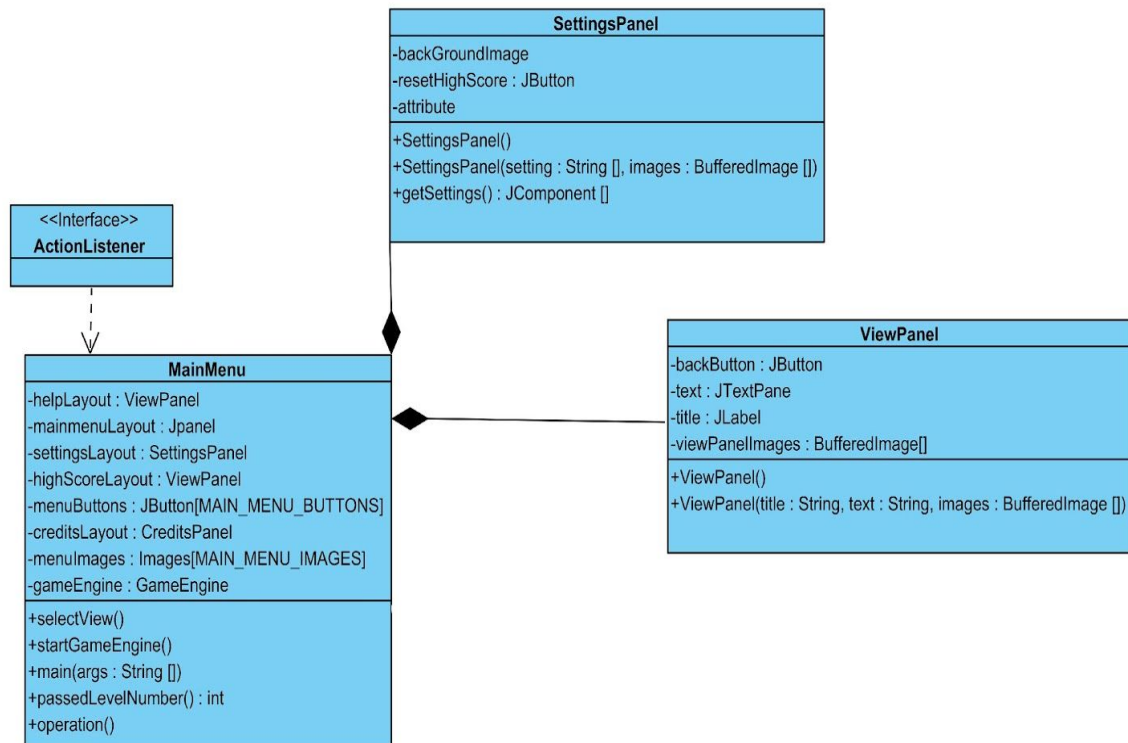 SettingsPanel
-backGroundImage
-resetHighScore : JButton
-attribute
+SettingsPanel()
+SettingsPanel(setting : String [], images : BufferedImage [])
+getSettings() : JComponent []
<<Interface>>
ActionListener
MainMenu
-helpLayout : ViewPanel
-mainmenuLayout : Jpanel
-settingsLayout : SettingsPanel
-highScoreLayout : ViewPanel
-menuButtons : JButton[MAIN_MENU_BUTTONS]
-creditsLayout : CreditsPanel
-menuImages : Images[MAIN_MENU_IMAGES]
-gameEngine : GameEngine
+selectView()
+startGameEngine()
+main(args : String [])
+passedLevelNumber() : int
+operation()
ViewPanel
-backButton : JButton
-text : JTextPane
-title : JLabel
-viewPanelImages : BufferedImage[]
+ViewPanel()
+ViewPanel(title : String, text : String, images : BufferedImage [])